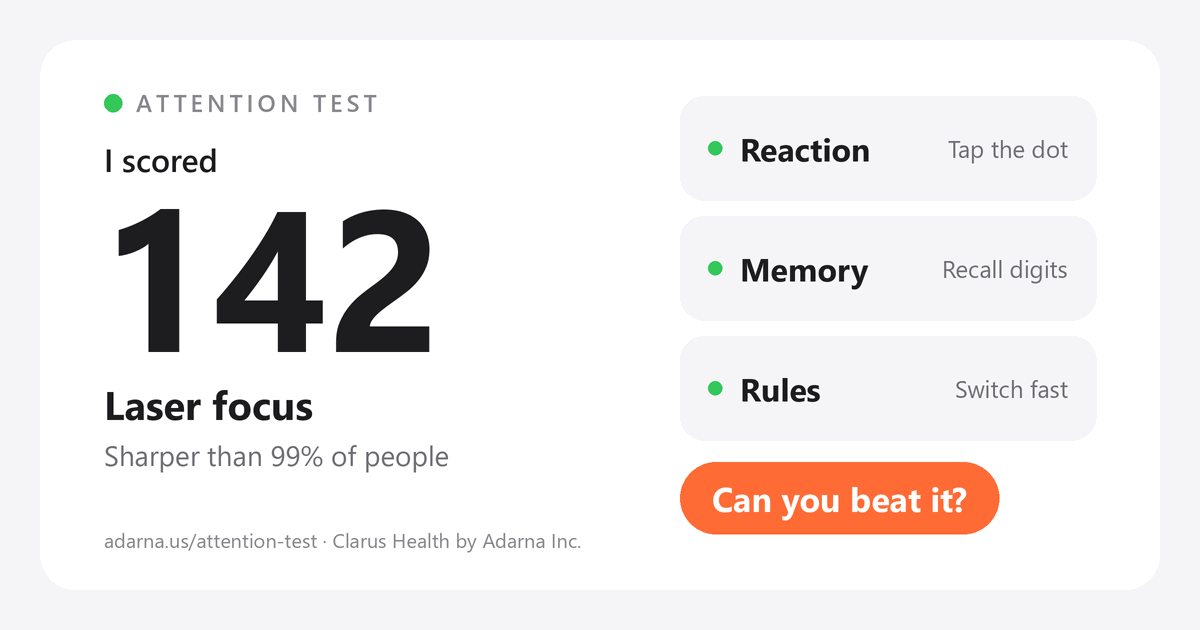 ATTENTION TEST
I scored
142
Laser focus
Sharper than 99% of people
adarna.us/attention-test · Clarus Health by Adarna Inc.
Reaction Tap the dot
Memory Recall digits
Rules Switch fast
Can you beat it?